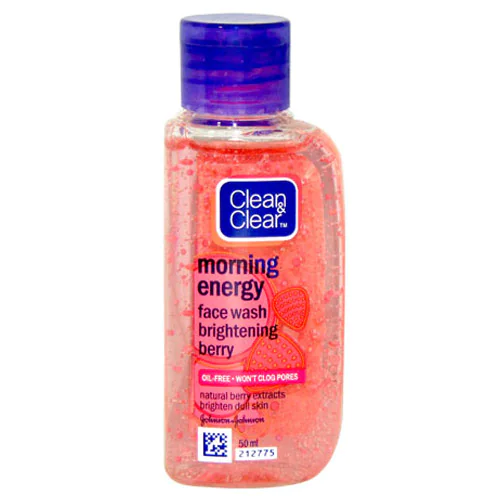 Clean &
Clear™
morning
energy
face wash
brightening
berry
OIL-FREE • WON'T CLOG PORES
natural berry extracts
brighten dull skin
Johnson & Johnson
50 ml
212775